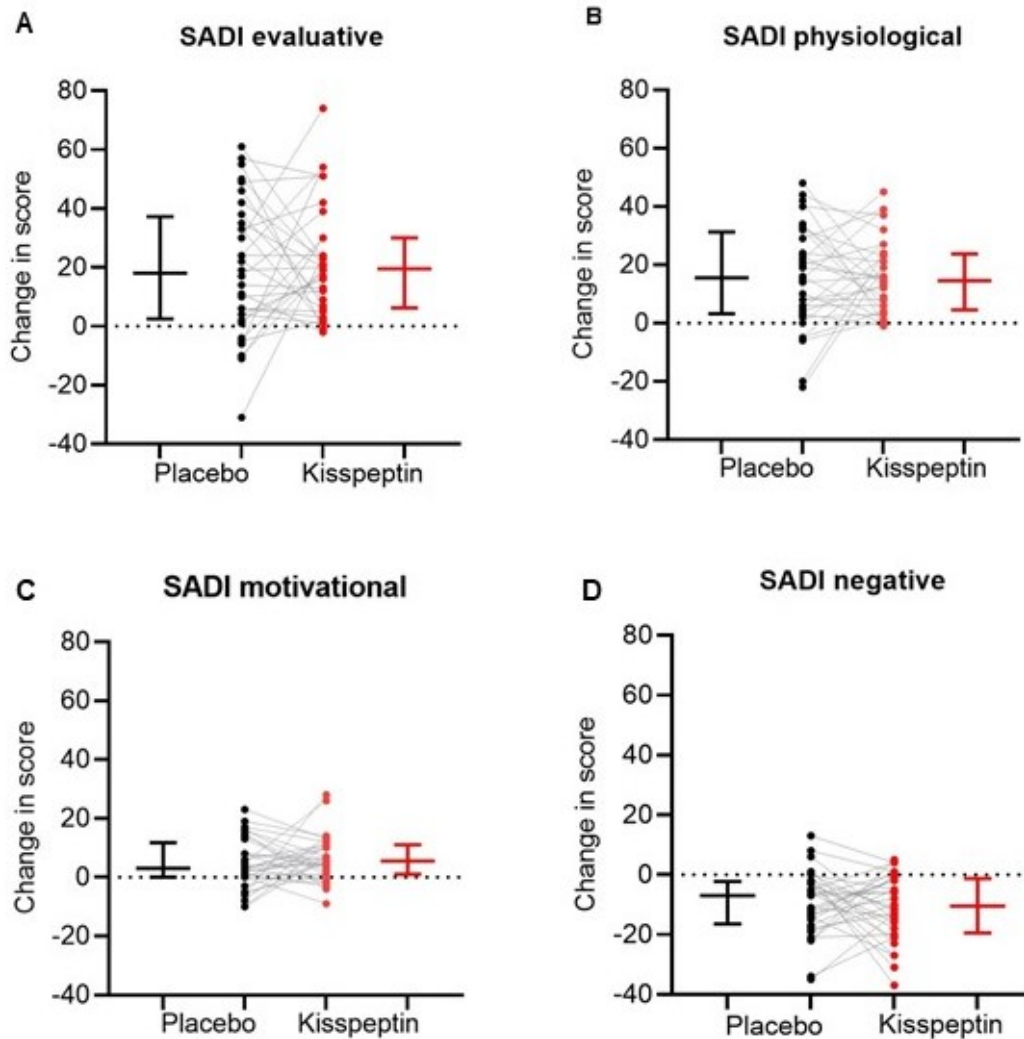 A
SADI evaluative
Change in score
80
60
40
20
0
-20
-40
Placebo
Kisspeptin
B
SADI physiological
Change in score
80
60
40
20
0
-20
-40
Placebo
Kisspeptin
C
SADI motivational
Change in score
80
60
40
20
0
-20
-40
Placebo
Kisspeptin
D
SADI negative
Change in score
80
60
40
20
0
-20
-40
Placebo
Kisspeptin